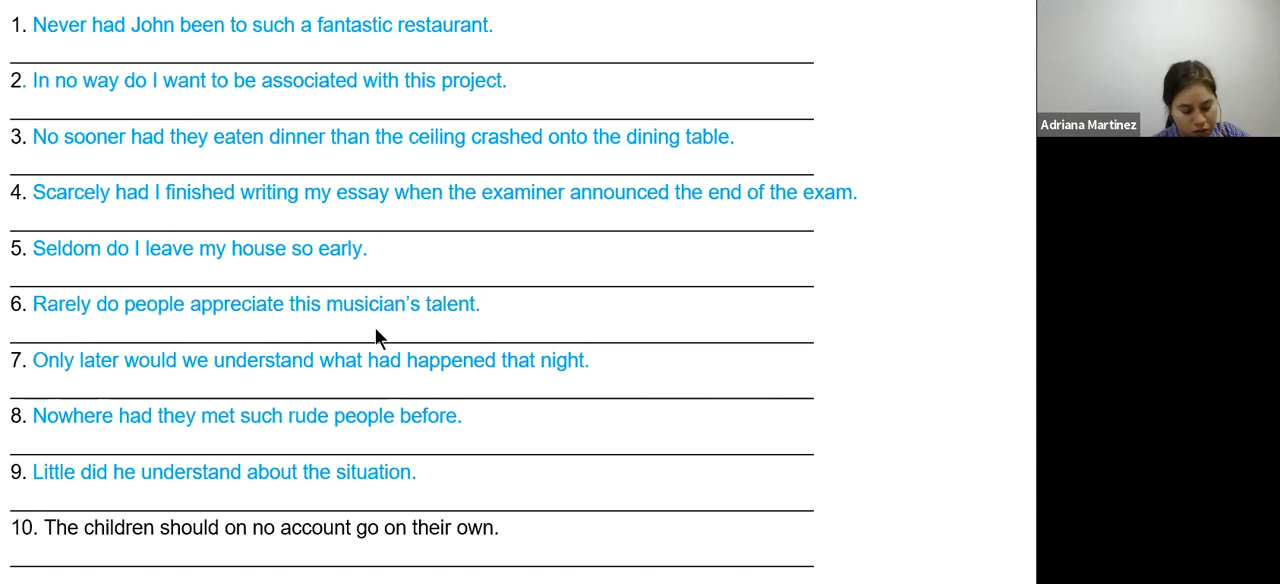 1. Never had John been to such a fantastic restaurant.
2. In no way do I want to be associated with this project.
3. No sooner had they eaten dinner than the ceiling crashed onto the dining table.
4. Scarcely had I finished writing my essay when the examiner announced the end of the exam.
5. Seldom do I leave my house so early.
6. Rarely do people appreciate this musician’s talent.
7. Only later would we understand what had happened that night.
8. Nowhere had they met such rude people before.
9. Little did he understand about the situation.
10. The children should on no account go on their own.
Adriana Martinez